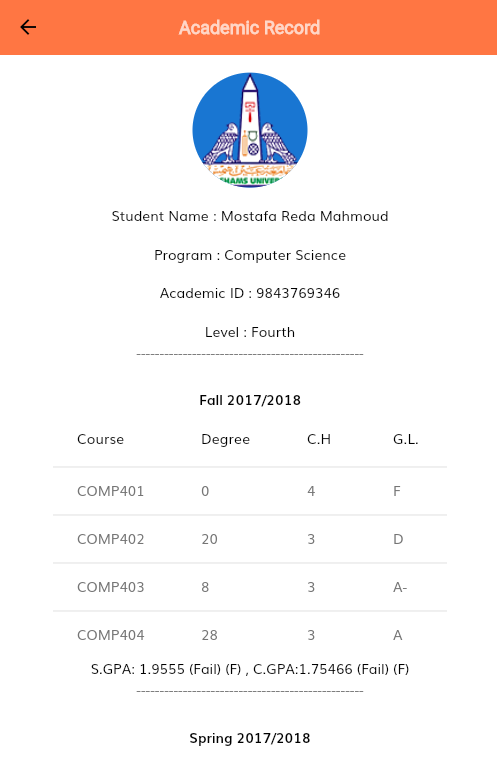 Academic Record
HAMS UNIVER
Student Name : Mostafa Reda Mahmoud
Program : Computer Science
Academic ID : 9843769346
Level : Fourth
--------------------------------------------------
Fall 2017/2018
Course Degree C.H G.L.
COMP401 0 4 F
COMP402 20 3 D
COMP403 8 3 A-
COMP404 28 3 A
S.GPA: 1.9555 (Fail) (F) , C.GPA:1.75466 (Fail) (F)
--------------------------------------------------
Spring 2017/2018